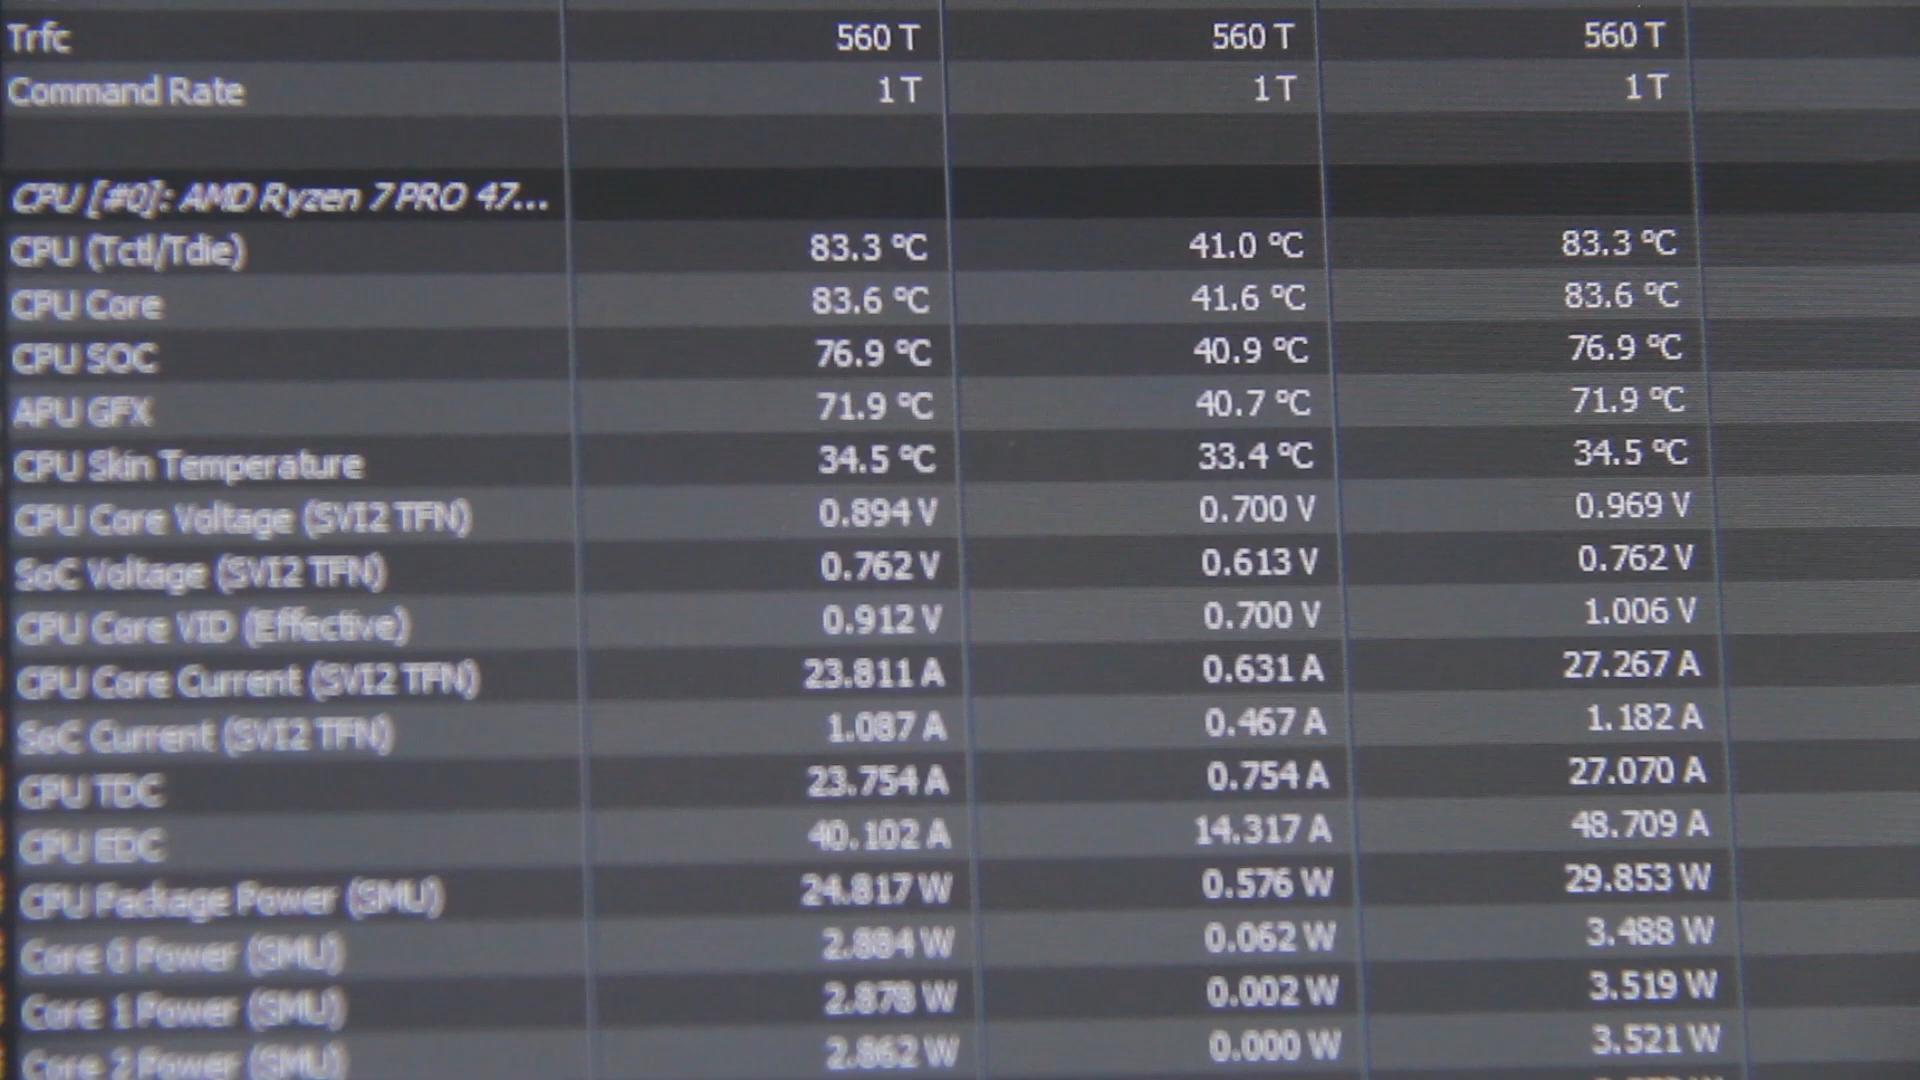 Trfc 560 T 560 T 560 T
Command Rate 1 T 1 T 1 T
CPU [#0]: AMD Ryzen 7 PRO 47...
CPU (Tctl/Tdie) 83.3 °C 41.0 °C 83.3 °C
CPU Core 83.6 °C 41.6 °C 83.6 °C
CPU SOC 76.9 °C 40.9 °C 76.9 °C
APU GFX 71.9 °C 40.7 °C 71.9 °C
CPU Skin Temperature 34.5 °C 33.4 °C 34.5 °C
CPU Core Voltage (SVI2 TFN) 0.894 V 0.700 V 0.969 V
SoC Voltage (SVI2 TFN) 0.762 V 0.613 V 0.762 V
CPU Core VID (Effective) 0.912 V 0.700 V 1.006 V
CPU Core Current (SVI2 TFN) 23.811 A 0.631 A 27.267 A
SoC Current (SVI2 TFN) 1.087 A 0.467 A 1.182 A
CPU TDC 23.754 A 0.754 A 27.070 A
CPU EDC 40.102 A 14.317 A 48.709 A
CPU Package Power (SMU) 24.817 W 0.576 W 29.853 W
Core 0 Power (SMU) 2.884 W 0.062 W 3.488 W
Core 1 Power (SMU) 2.878 W 0.002 W 3.519 W
Core 2 Power (SMU) 2.862 W 0.000 W 3.521 W